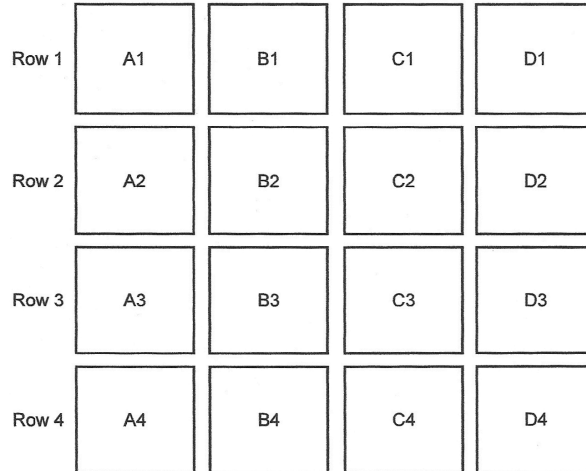 Row 1 A1 B1 C1 D1
Row 2 A2 B2 C2 D2
Row 3 A3 B3 C3 D3
Row 4 A4 B4 C4 D4